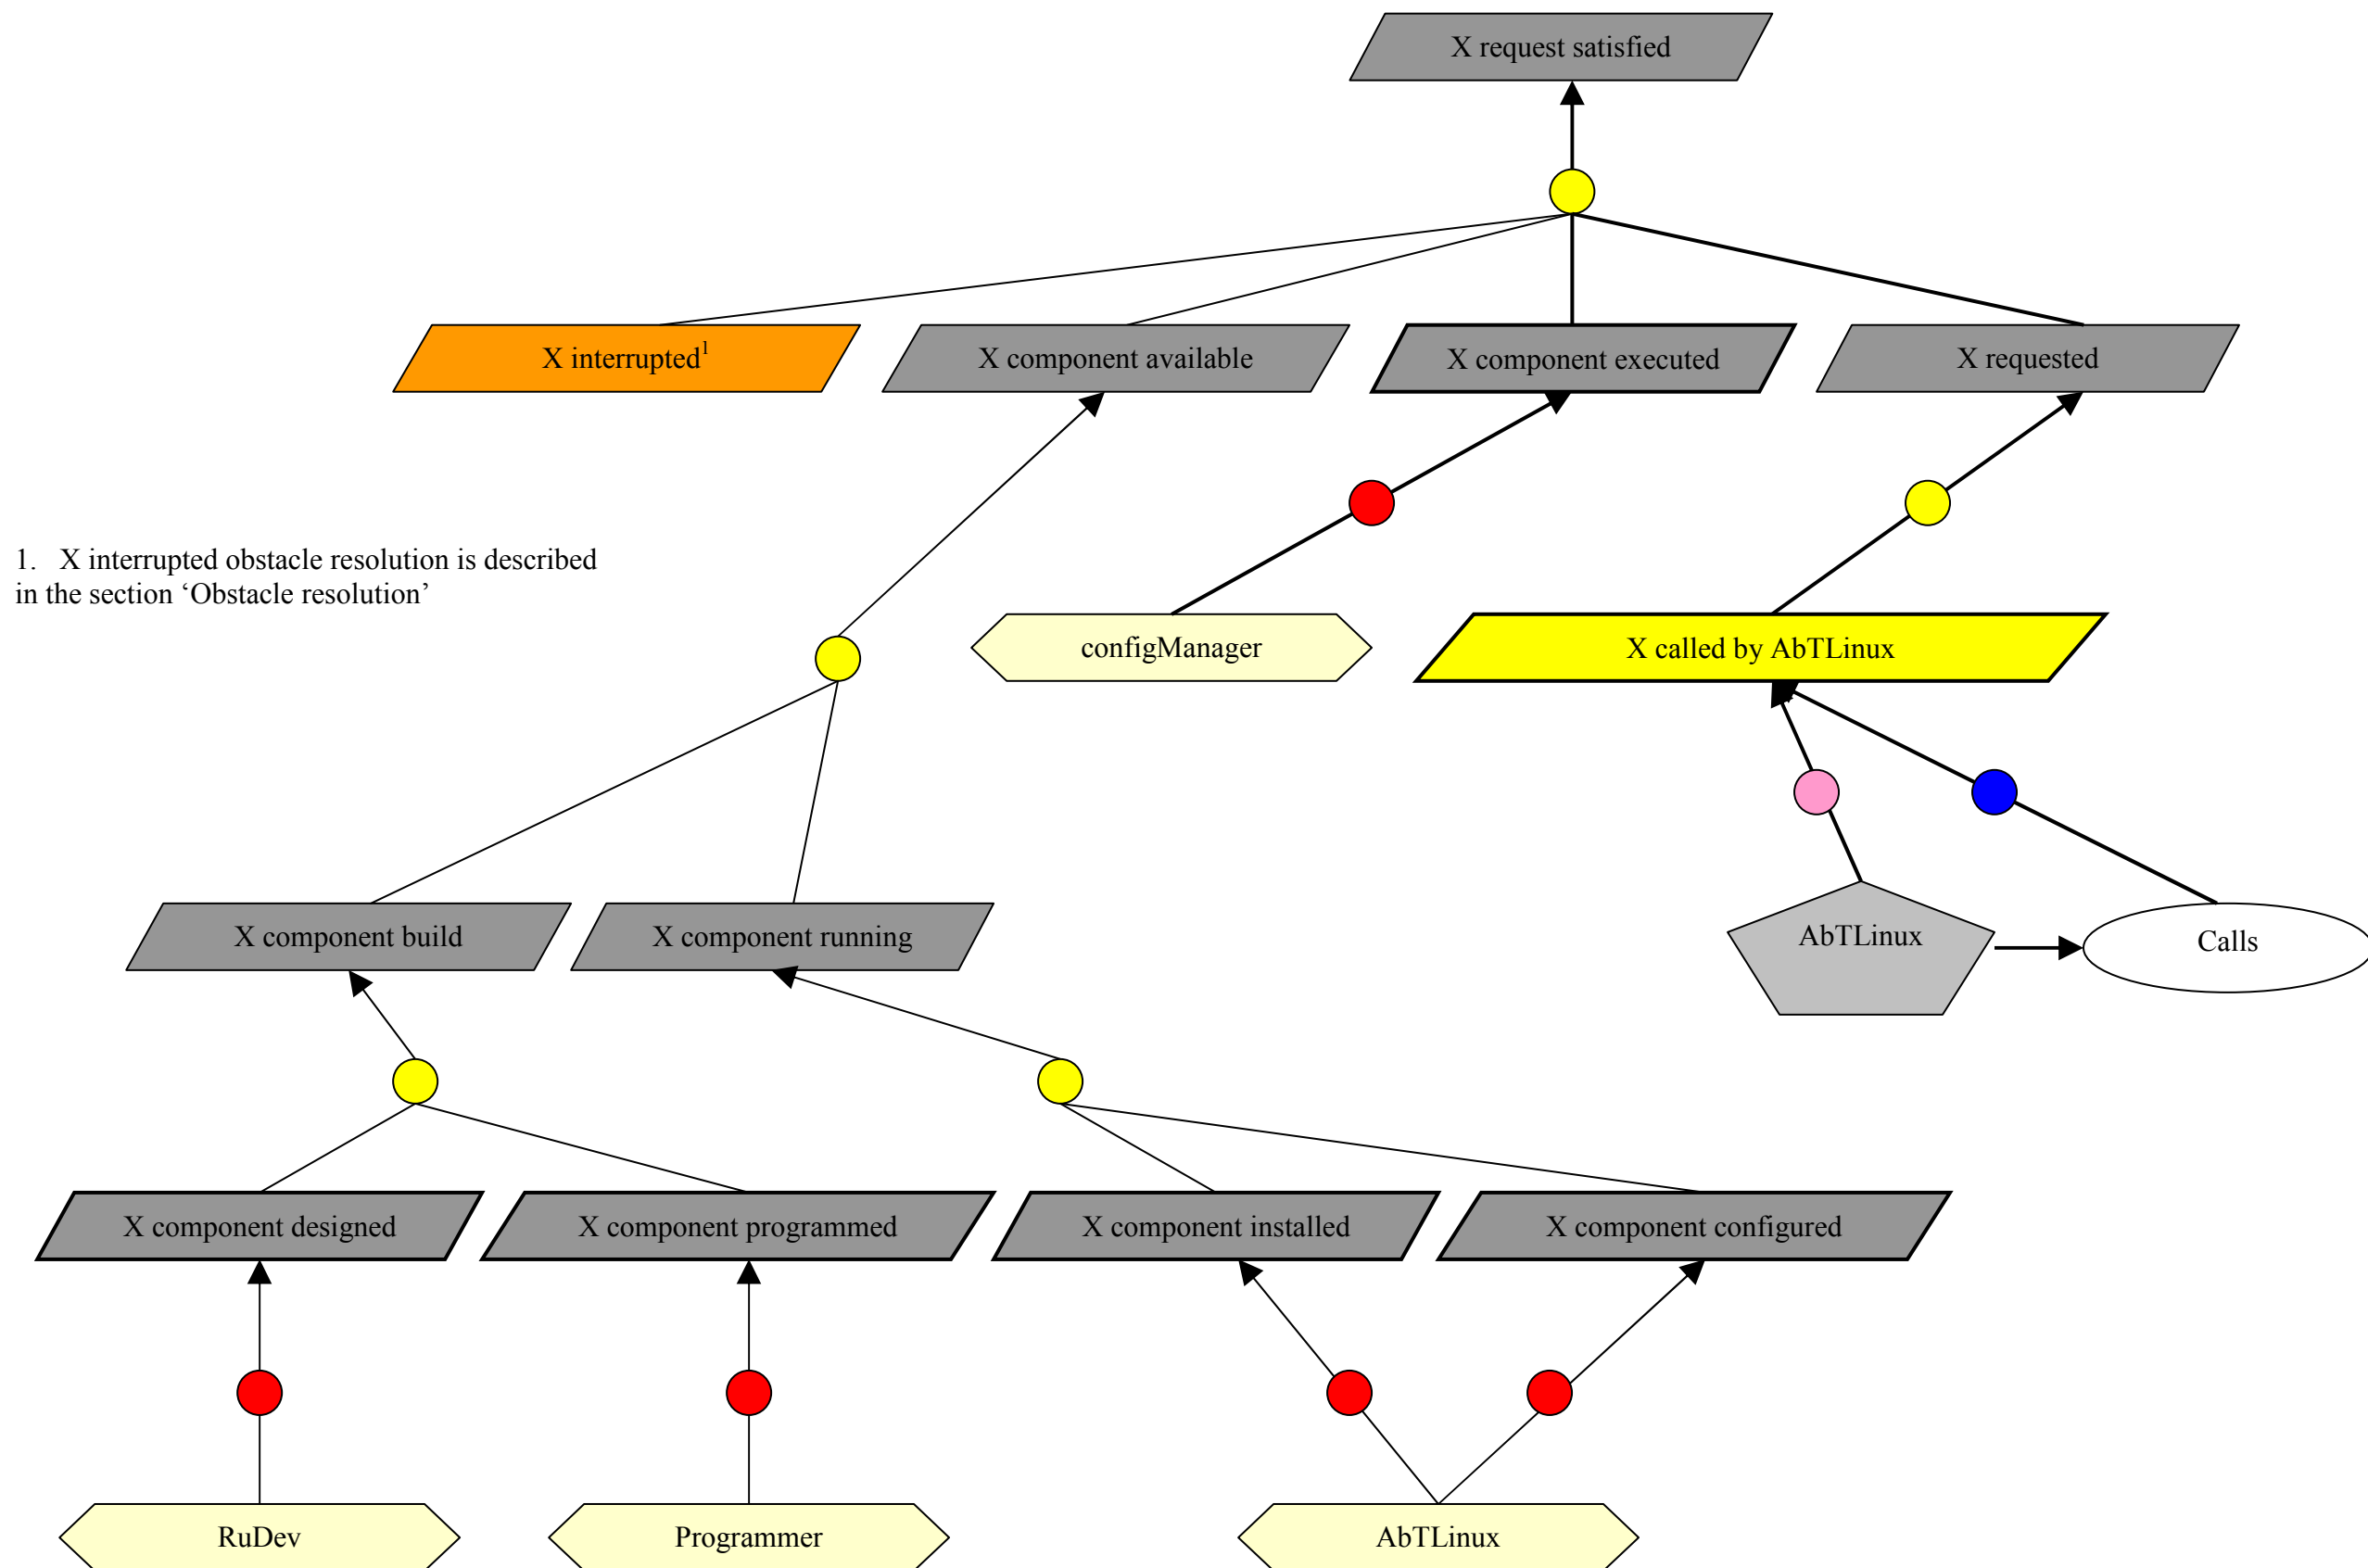 X request satisfied
X interrupted1
X component available
X component executed
X requested
1. X interrupted obstacle resolution is described
in the section ‘Obstacle resolution’
configManager
X called by AbTLinux
X component build
X component running
AbTLinux
Calls
X component designed
X component programmed
X component installed
X component configured
RuDev
Programmer
AbTLinux